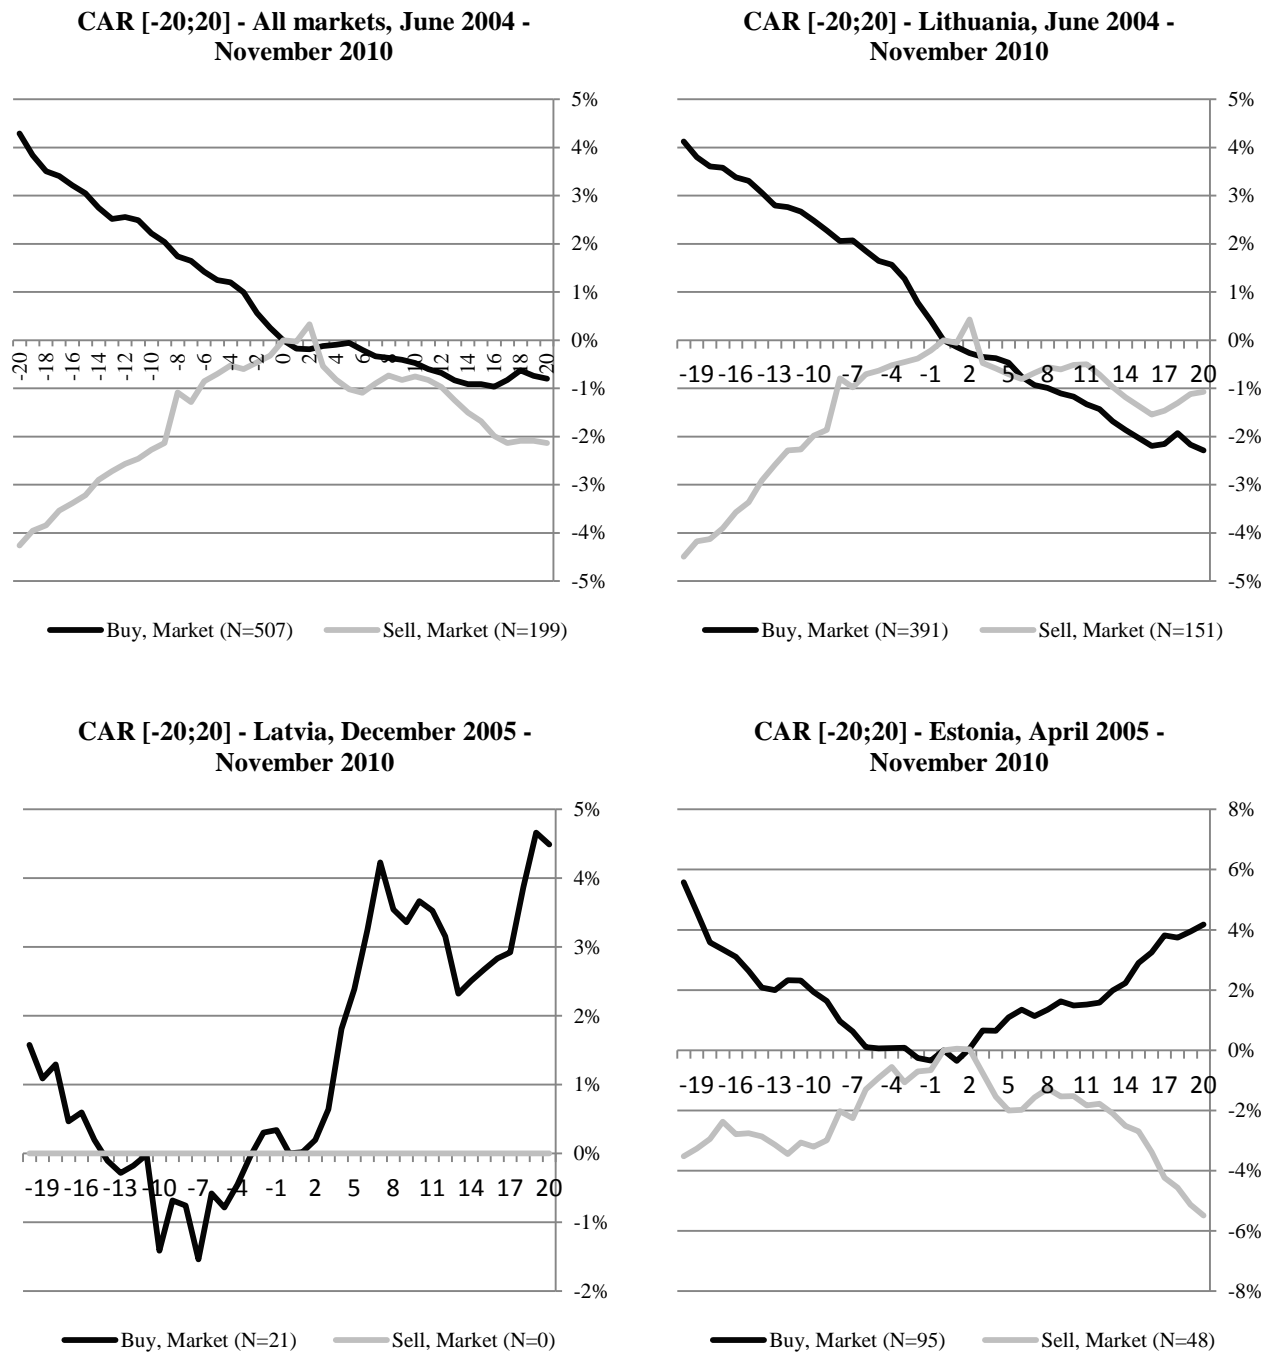 CAR [-20;20] - All markets, June 2004 -
November 2010
5%
4%
3%
2%
1%
0%
-1%
-2%
-3%
-4%
-5%
-20 -18 -16 -14 -12 -10 -8 -6 -4 -2 0 2 4 6 8 10 12 14 16 18 20
Buy, Market (N=507) Sell, Market (N=199)
CAR [-20;20] - Lithuania, June 2004 -
November 2010
5%
4%
3%
2%
1%
0%
-1%
-2%
-3%
-4%
-5%
-19 -16 -13 -10 -7 -4 -1 2 5 8 11 14 17 20
Buy, Market (N=391) Sell, Market (N=151)
CAR [-20;20] - Latvia, December 2005 -
November 2010
5%
4%
3%
2%
1%
0%
-1%
-2%
-19 -16 -13 -10 -7 -4 -1 2 5 8 11 14 17 20
Buy, Market (N=21) Sell, Market (N=0)
CAR [-20;20] - Estonia, April 2005 -
November 2010
8%
6%
4%
2%
0%
-2%
-4%
-6%
-8%
-19 -16 -13 -10 -7 -4 -1 2 5 8 11 14 17 20
Buy, Market (N=95) Sell, Market (N=48)